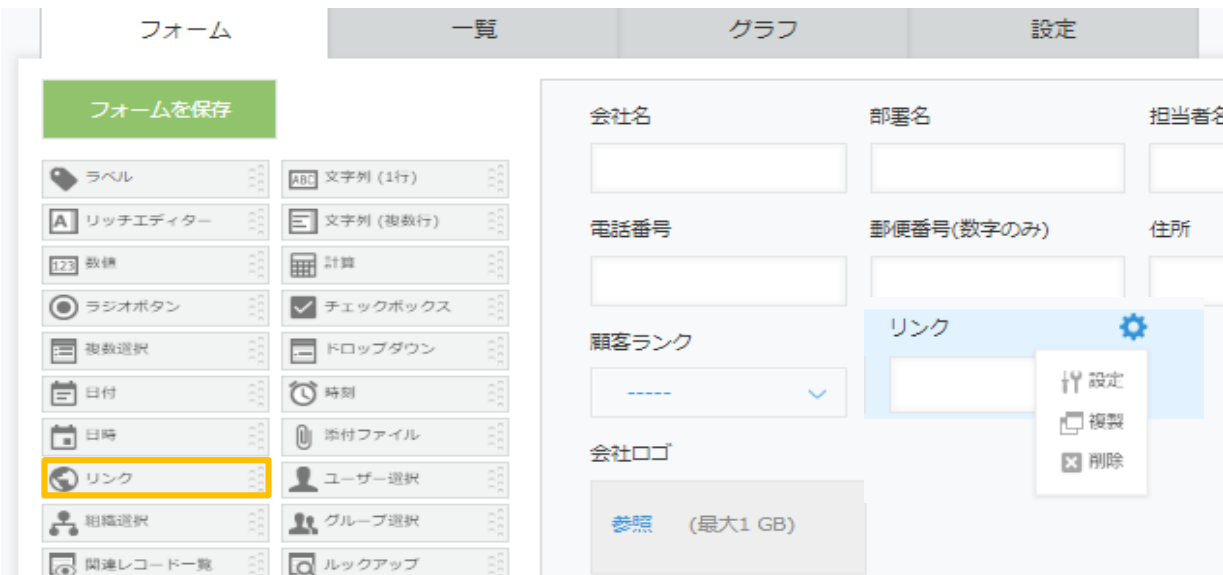 フォーム 一覧 グラフ 設定
フォームを保存
ラベル ABC 文字列 (1行)
A リッチエディター 文字列 (複数行)
123 数値 計算
ラジオボタン チェックボックス
複数選択 ドロップダウン
日付 時刻
日時 添付ファイル
リンク ユーザー選択
組織選択 グループ選択
関連レコード一覧 ルックアップ
会社名 部署名 担当者名
電話番号 郵便番号(数字のみ) 住所
顧客ランク リンク
-----
設定
複製
削除
会社ロゴ
参照 (最大1 GB)